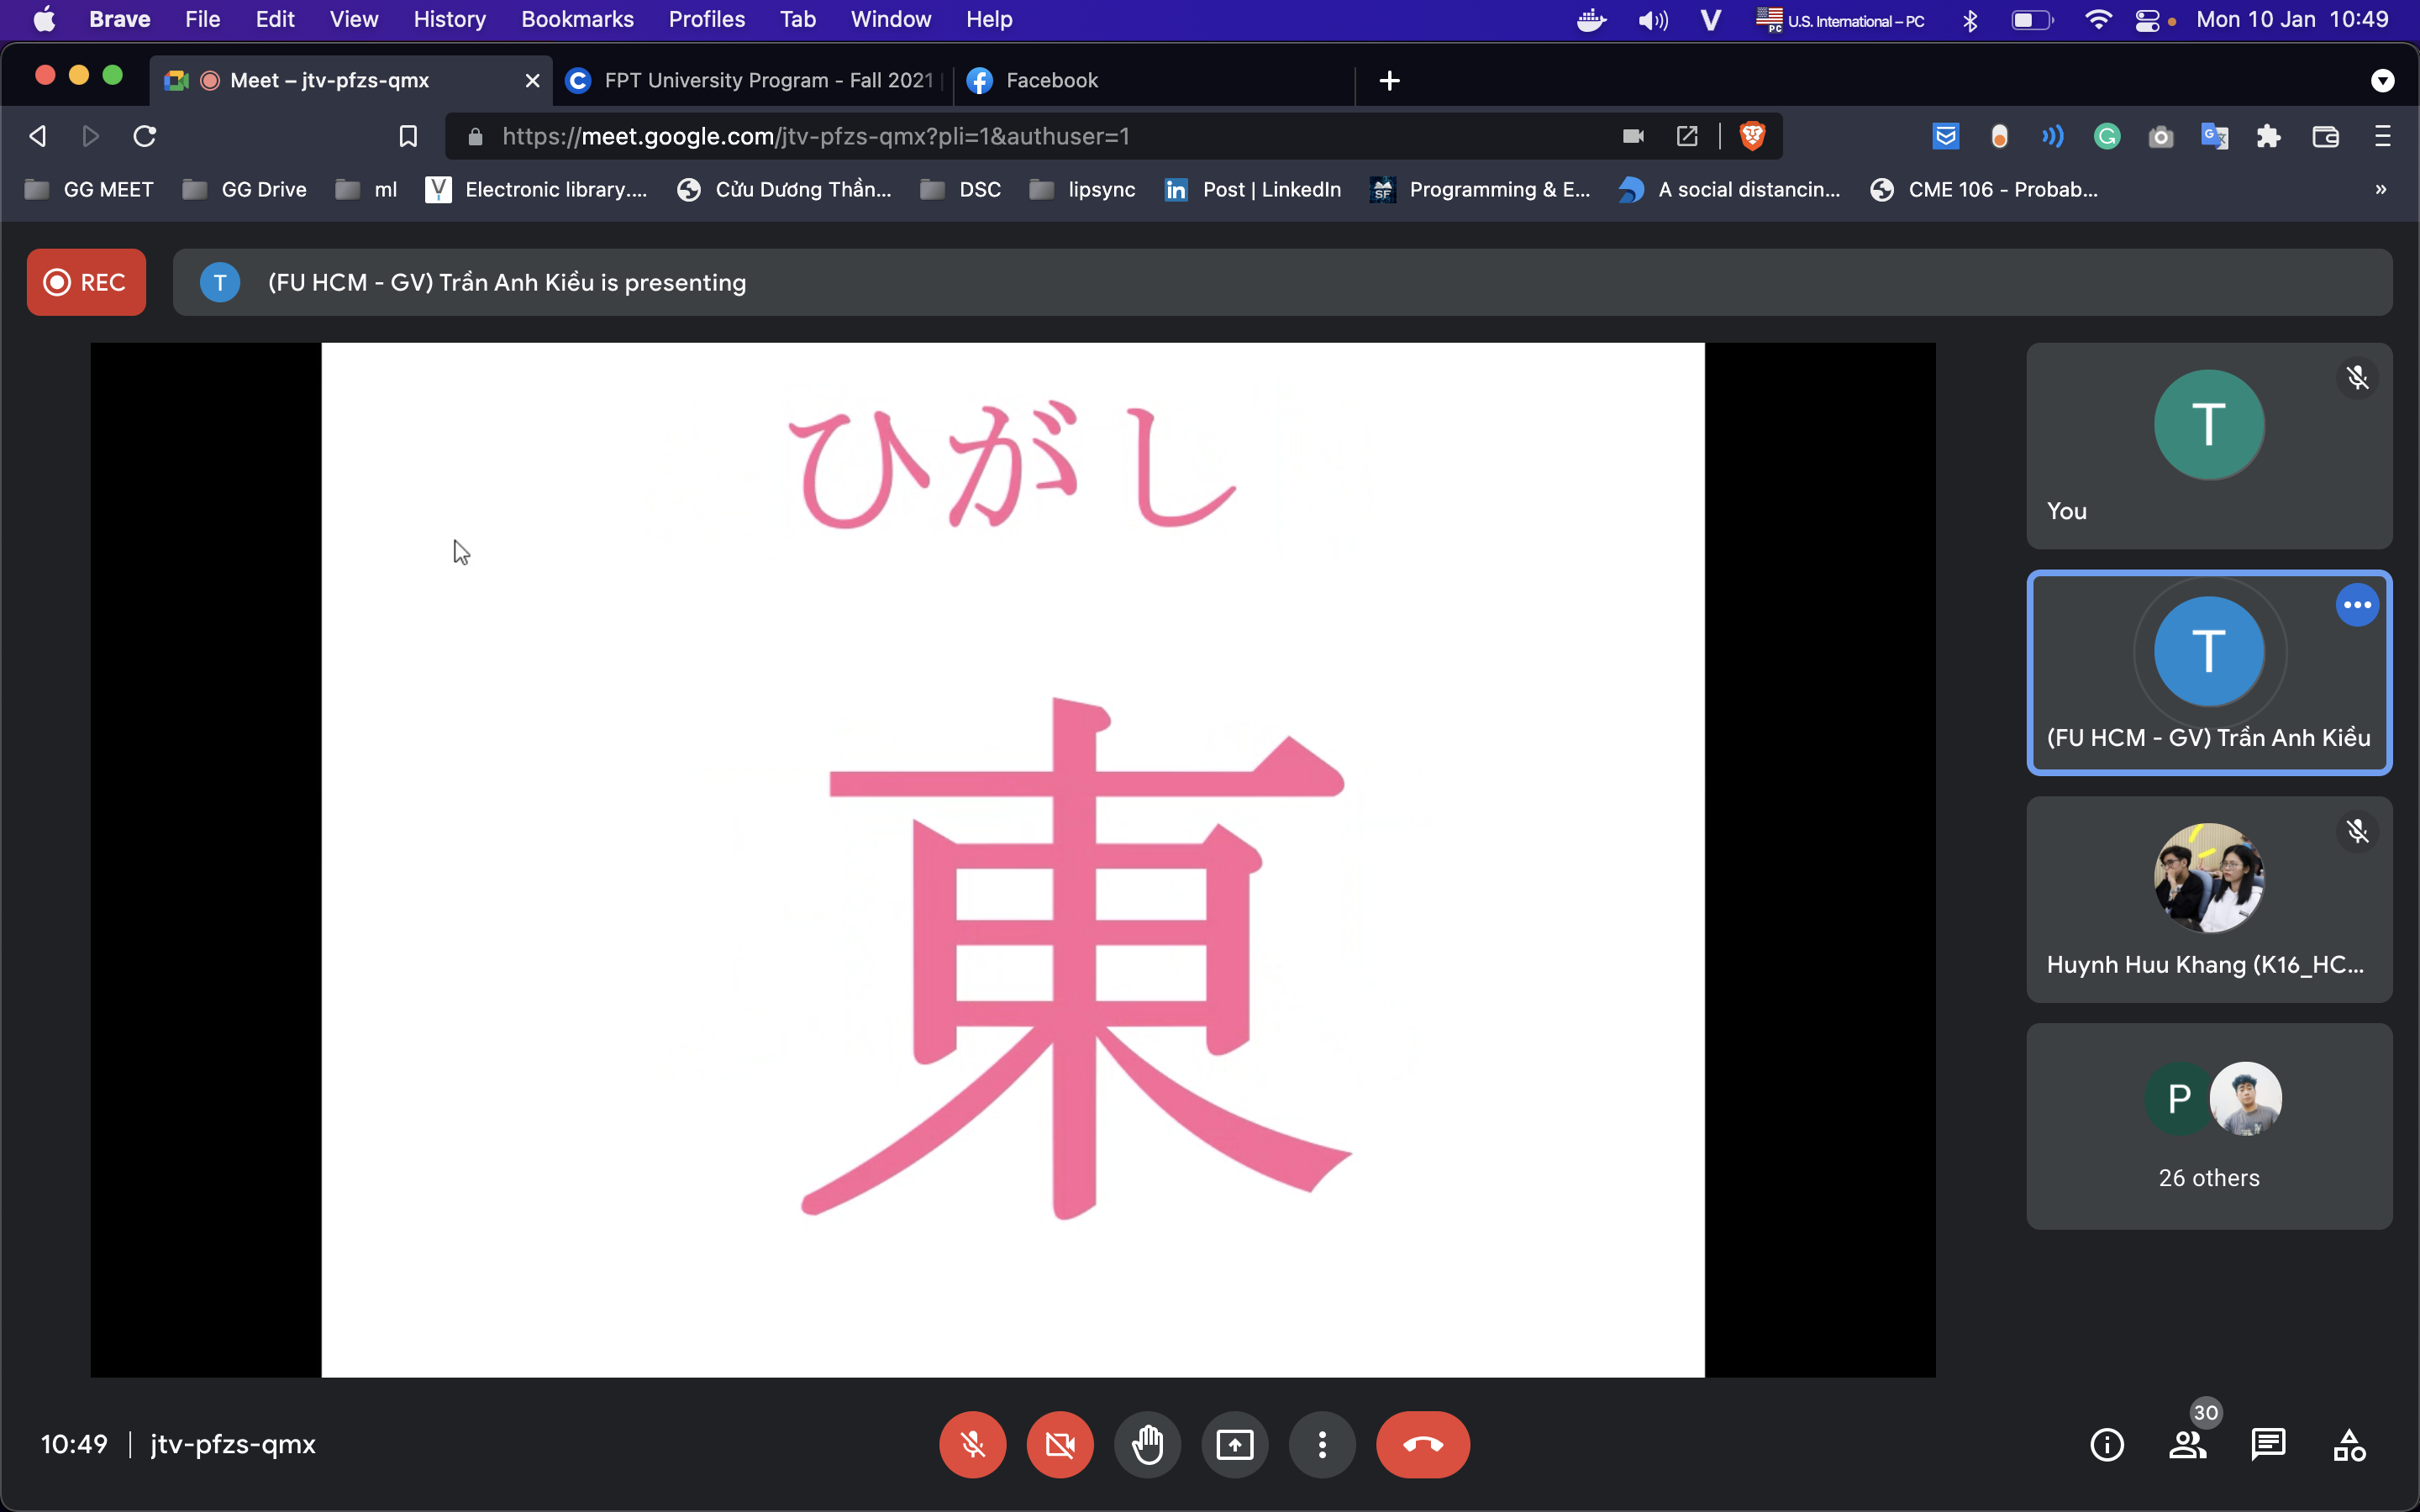 Brave File Edit View History Bookmarks Profiles Tab Window Help V PC U.S. International – PC Mon 10 Jan 10:49
Meet – jtv-pfzs-qmx FPT University Program - Fall 2021 Facebook
https://meet.google.com/jtv-pfzs-qmx?pli=1&authuser=1
GG MEET GG Drive ml Electronic library.... Cửu Dương Thần... DSC lipsync Post | LinkedIn Programming & E... A social distancin... CME 106 - Probab... »
REC T (FU HCM - GV) Trần Anh Kiều is presenting
ひがし
東
T
You
T
(FU HCM - GV) Trần Anh Kiều
Huynh Huu Khang (K16_HC...
P
26 others
10:49 | jtv-pfzs-qmx
30